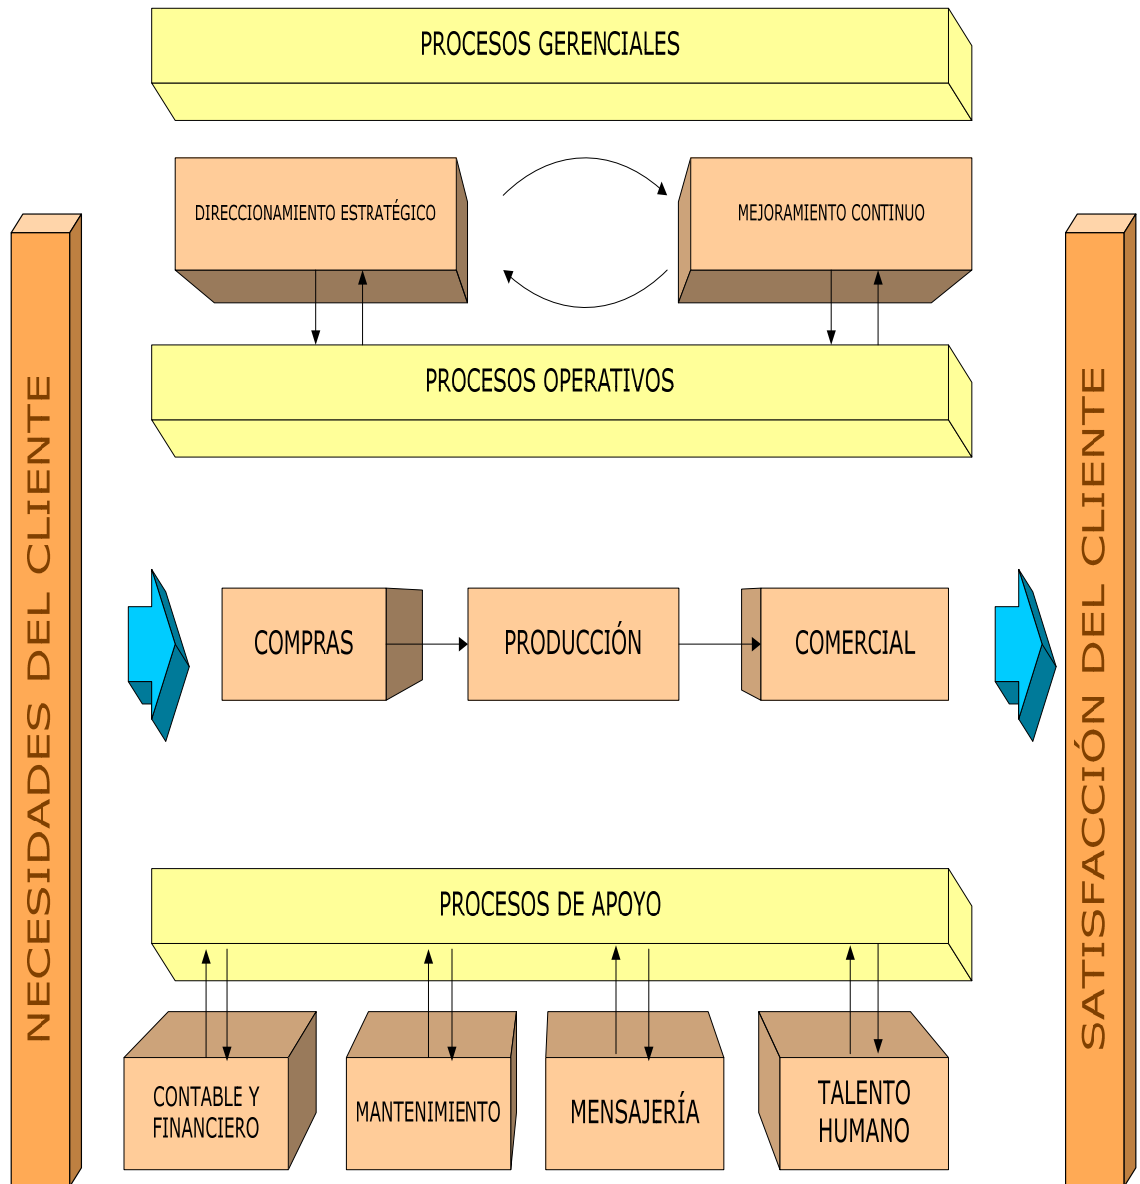 PROCESOS GERENCIALES
DIRECCIONAMIENTO ESTRATÉGICO
MEJORAMIENTO CONTINUO
PROCESOS OPERATIVOS
NECESIDADES DEL CLIENTE
COMPRAS
PRODUCCIÓN
COMERCIAL
SATISFACCIÓN DEL CLIENTE
PROCESOS DE APOYO
CONTABLE Y
FINANCIERO
MANTENIMIENTO
MENSAJERÍA
TALENTO
HUMANO